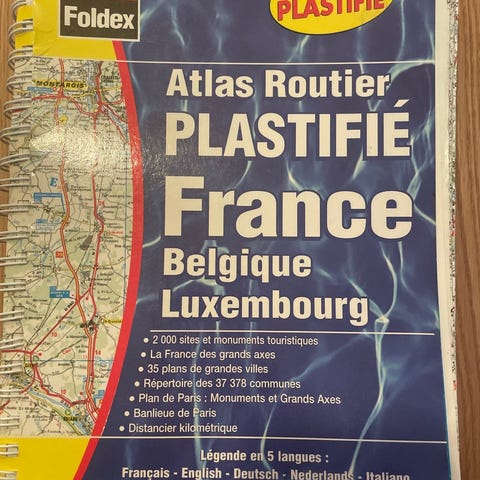 Foldex
PLASTIFIÉ
MONTARGIS
Atlas Routier
PLASTIFIÉ
France
Belgique
Luxembourg
• 2 000 sites et monuments touristiques
• La France des grands axes
• 35 plans de grandes villes
• Répertoire des 37 378 communes
• Plan de Paris : Monuments et Grands Axes
• Banlieue de Paris
• Distancier kilométrique
Légende en 5 langues :
Français - English - Deutsch - Nederlands - Italiano